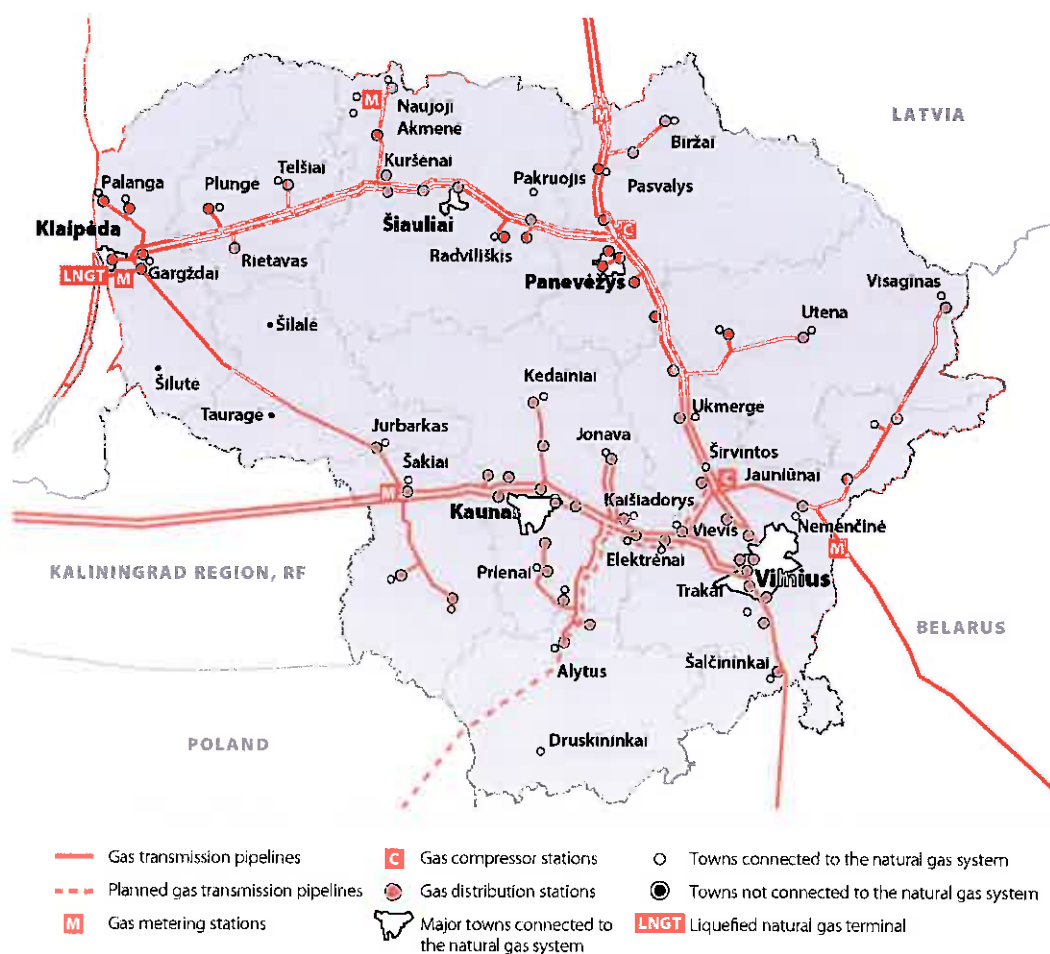 LATVIA
M
Naujoji
Akmenė
M
Biržai
Telšiai
Kuršėnai
Palanga
Plungė
Pakruojis
Pasvalys
Klaipėda
Šiauliai
C
LNGT
M
Gargždai
Rietavas
Radviliškis
Panevėžys
Visaginas
Utena
Šilalė
Šilutė
Kėdainiai
Tauragė
Ukmergė
Jurbarkas
Jonava
Širvintos
Šakiai
Jauniūnai
C
M
Kaunas
Kaišiadorys
Vievis
Nemenčinė
M
Elektrėnai
KALININGRAD REGION, RF
Prienai
Vilnius
Trakai
BELARUS
Alytus
Šalčininkai
POLAND
Druskininkai
Gas transmission pipelines
C Gas compressor stations
Towns connected to the natural gas system
Planned gas transmission pipelines
Gas distribution stations
Towns not connected to the natural gas system
M Gas metering stations
Major towns connected to
the natural gas system
LNGT Liquefied natural gas terminal